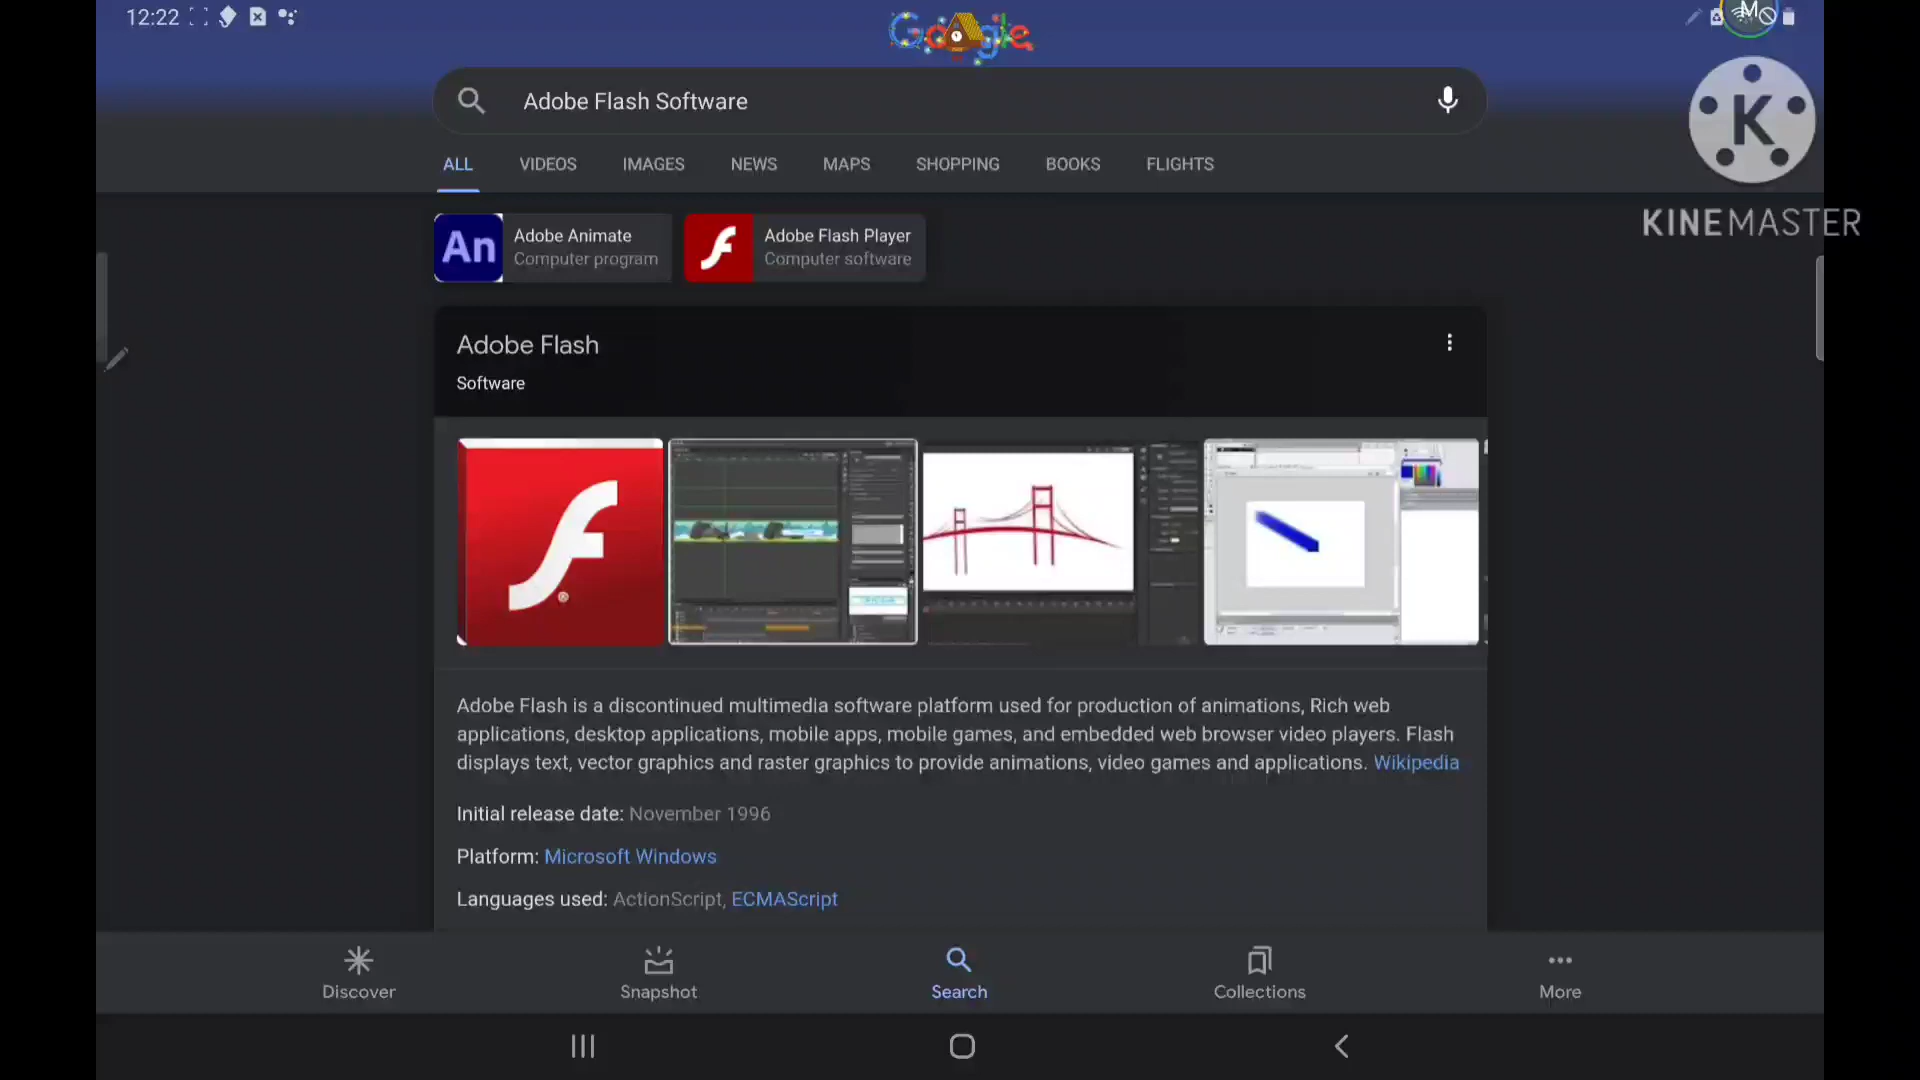 12:22
Google
M
Adobe Flash Software
K
KINEMASTER
ALL VIDEOS IMAGES NEWS MAPS SHOPPING BOOKS FLIGHTS
An
Adobe Animate
Computer program
Adobe Flash Player
Computer software
Adobe Flash
Software
Adobe Flash is a discontinued multimedia software platform used for production of animations, Rich web
applications, desktop applications, mobile apps, mobile games, and embedded web browser video players. Flash
displays text, vector graphics and raster graphics to provide animations, video games and applications. Wikipedia
Initial release date: November 1996
Platform: Microsoft Windows
Languages used: ActionScript, ECMAScript
Discover Snapshot Search Collections More